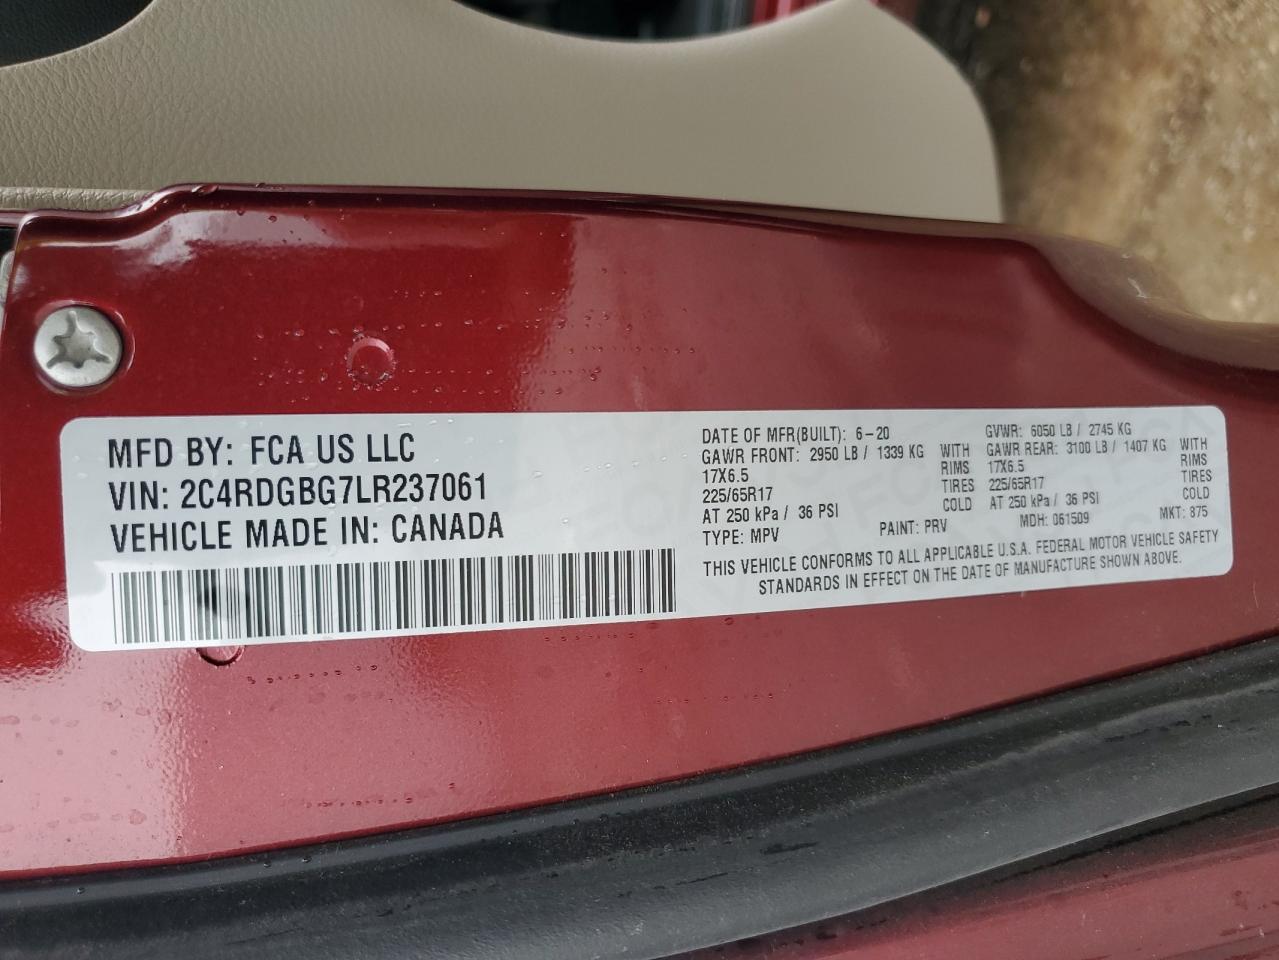 MFD BY: FCA US LLC
VIN: 2C4RDGBG7LR237061
VEHICLE MADE IN: CANADA
DATE OF MFR(BUILT): 6-20 GVWR: 6050 LB / 2745 KG
GAWR FRONT: 2950 LB / 1339 KG WITH GAWR REAR: 3100 LB / 1407 KG WITH
17X6.5 RIMS 17X6.5 RIMS
225/65R17 TIRES 225/65R17 TIRES
AT 250 kPa / 36 PSI COLD AT 250 kPa / 36 PSI COLD
TYPE: MPV PAINT: PRV MDH: 061509 MKT: 875
THIS VEHICLE CONFORMS TO ALL APPLICABLE U.S.A. FEDERAL MOTOR VEHICLE SAFETY
STANDARDS IN EFFECT ON THE DATE OF MANUFACTURE SHOWN ABOVE.